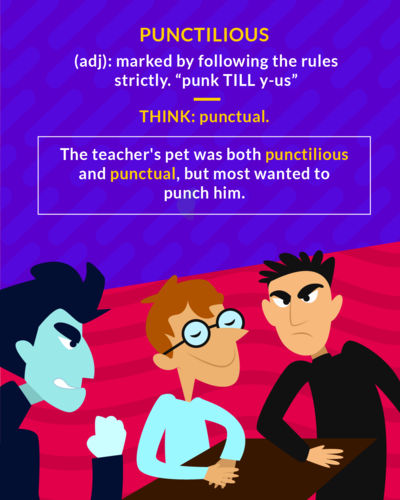 PUNCTILIOUS
(adj): marked by following the rules
strictly. “punk TILL y-us”
THINK: punctual.
The teacher's pet was both punctilious
and punctual, but most wanted to
punch him.